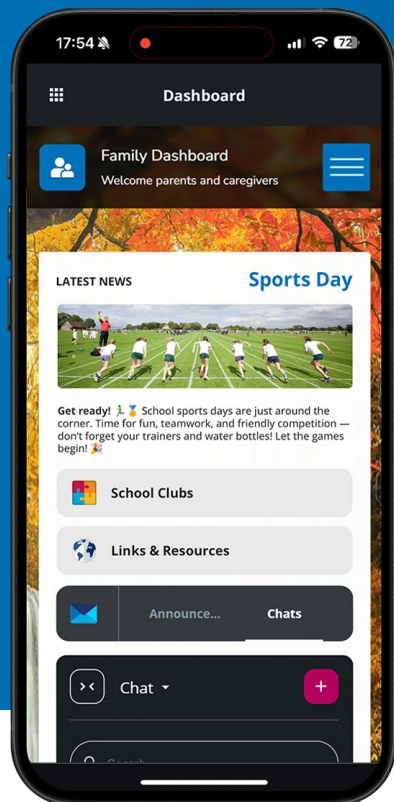 17:54
72
Dashboard
Family Dashboard
Welcome parents and caregivers
LATEST NEWS
Sports Day
Get ready! 🏃🏅 School sports days are just around the
corner. Time for fun, teamwork, and friendly competition —
don't forget your trainers and water bottles! Let the games
begin! 🎉
School Clubs
Links & Resources
Announce...
Chats
Chat